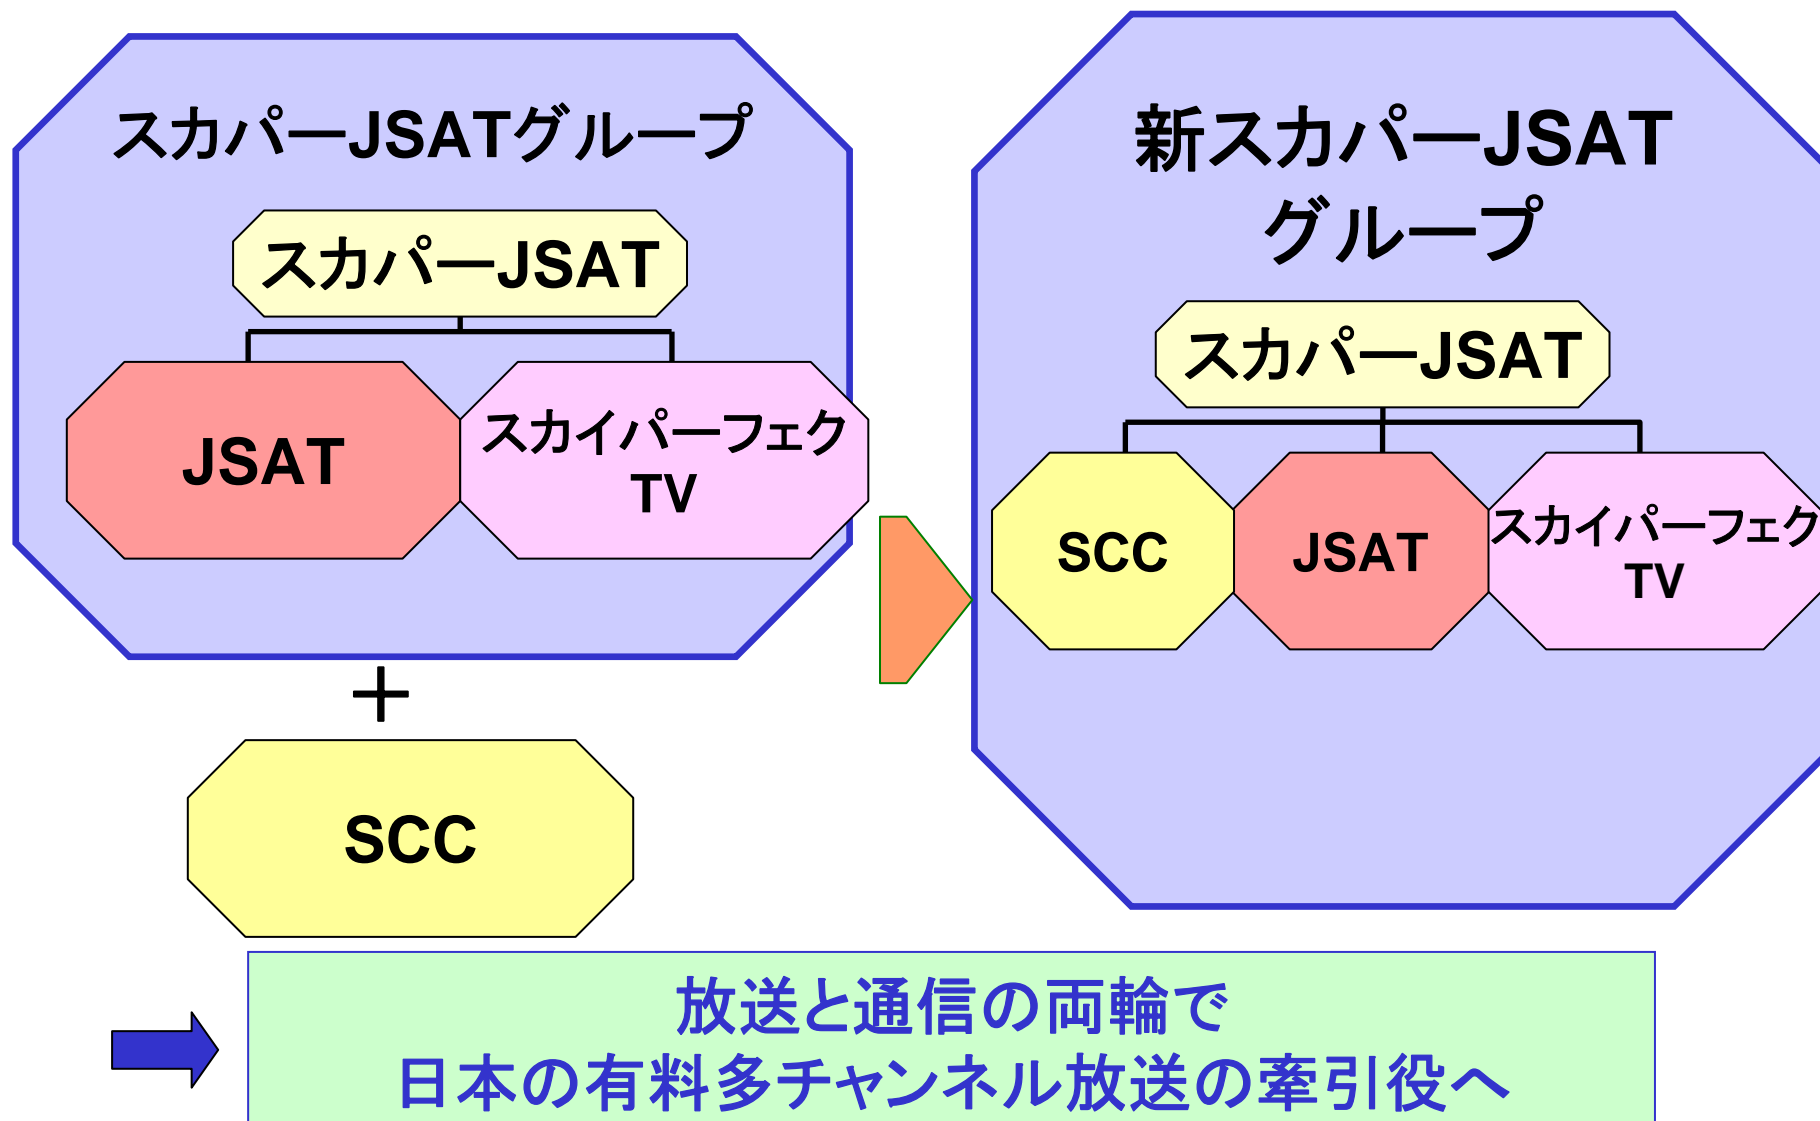 スカパーJSATグループ
スカパーJSAT
JSAT
スカイパーフェク
TV
＋
SCC
新スカパーJSAT
グループ
スカパーJSAT
SCC
JSAT
スカイパーフェク
TV
放送と通信の両輪で
日本の有料多チャンネル放送の牽引役へ